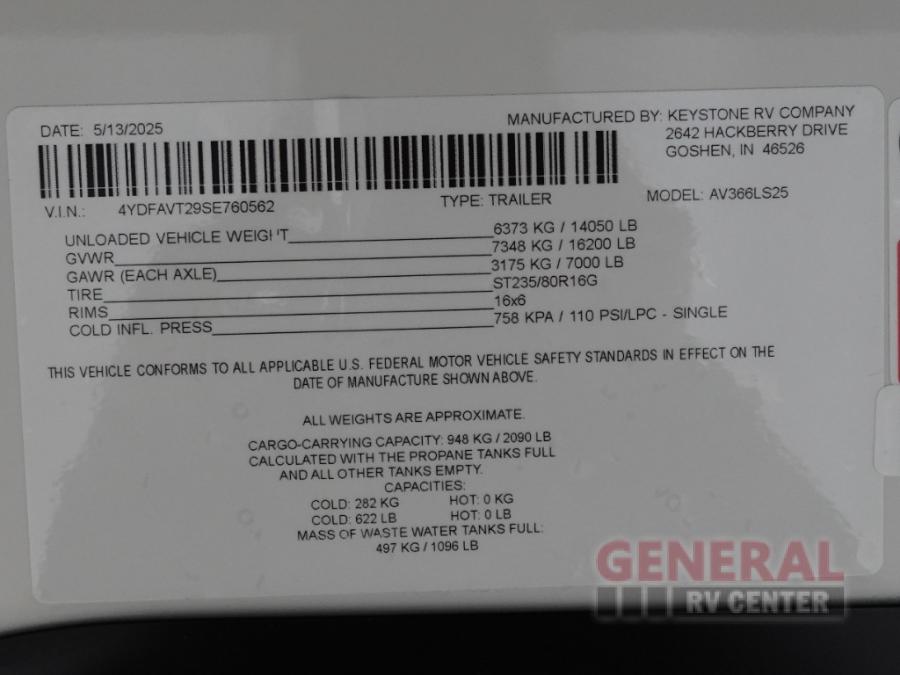 DATE: 5/13/2025
MANUFACTURED BY: KEYSTONE RV COMPANY
2642 HACKBERRY DRIVE
GOSHEN, IN 46526
V.I.N.: 4YDFAVT29SE760562 TYPE: TRAILER MODEL: AV366LS25
UNLOADED VEHICLE WEIGHT 6373 KG / 14050 LB
GVWR 7348 KG / 16200 LB
GAWR (EACH AXLE) 3175 KG / 7000 LB
TIRE ST235/80R16G
RIMS 16x6
COLD INFL. PRESS 758 KPA / 110 PSI/LPC - SINGLE
THIS VEHICLE CONFORMS TO ALL APPLICABLE U.S. FEDERAL MOTOR VEHICLE SAFETY STANDARDS IN EFFECT ON THE
DATE OF MANUFACTURE SHOWN ABOVE.
ALL WEIGHTS ARE APPROXIMATE.
CARGO-CARRYING CAPACITY: 948 KG / 2090 LB
CALCULATED WITH THE PROPANE TANKS FULL
AND ALL OTHER TANKS EMPTY.
CAPACITIES:
COLD: 282 KG HOT: 0 KG
COLD: 622 LB HOT: 0 LB
MASS OF WASTE WATER TANKS FULL:
497 KG / 1096 LB
GENERAL
RV CENTER